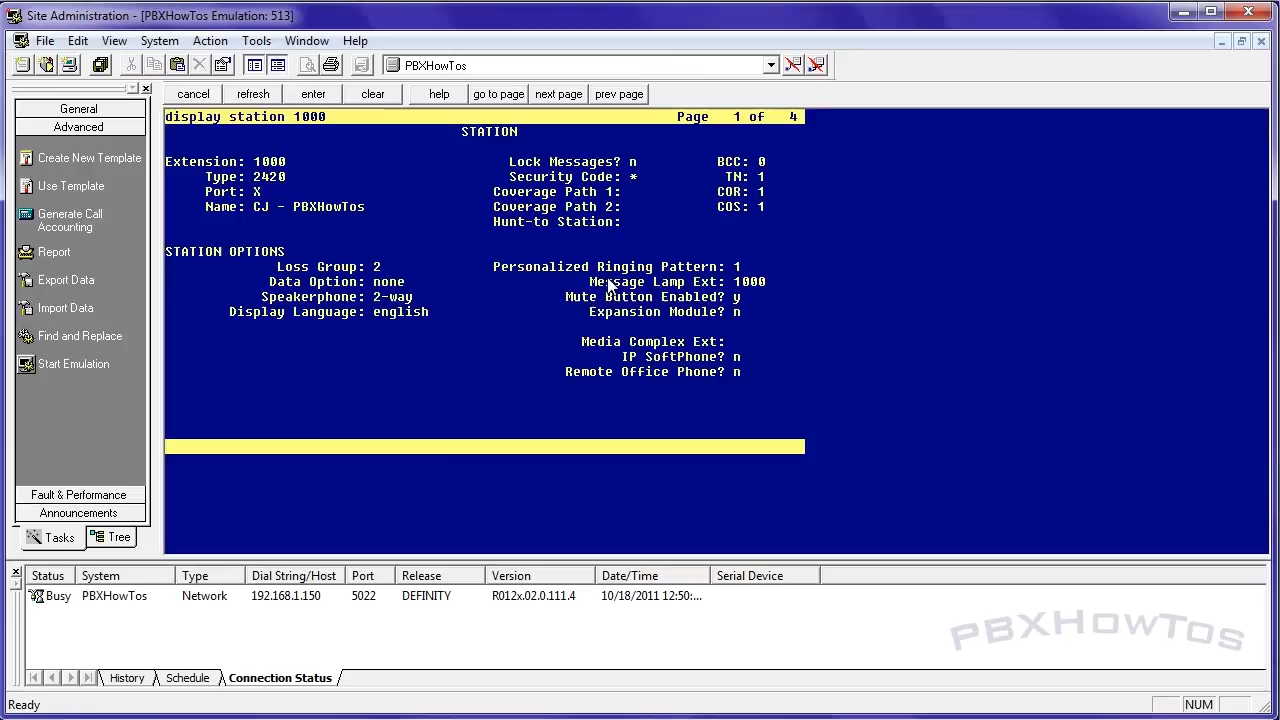 Site Administration - [PBXHowTos Emulation: 513]
File Edit View System Action Tools Window Help
PBXHowTos
cancel refresh enter clear help go to page next page prev page
General
Advanced
Create New Template
Use Template
Generate Call
Accounting
Report
Export Data
Import Data
Find and Replace
Start Emulation
Fault & Performance
Announcements
Tasks Tree
display station 1000 Page 1 of 4
STATION
Extension: 1000 Lock Messages? n BCC: 0
Type: 2420 Security Code: * TN: 1
Port: X Coverage Path 1: COR: 1
Name: CJ - PBXHowTos Coverage Path 2: COS: 1
Hunt-to Station:
STATION OPTIONS
Loss Group: 2 Personalized Ringing Pattern: 1
Data Option: none Message Lamp Ext: 1000
Speakerphone: 2-way Mute Button Enabled? y
Display Language: english Expansion Module? n
Media Complex Ext:
IP SoftPhone? n
Remote Office Phone? n
Status System Type Dial String/Host Port Release Version Date/Time Serial Device
Busy PBXHowTos Network 192.168.1.150 5022 DEFINITY R012x.02.0.111.4 10/18/2011 12:50:...
PBXHowTos
History Schedule Connection Status
Ready NUM